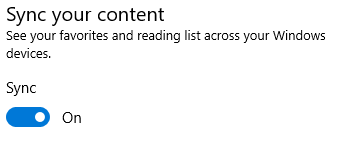 Sync your content
See your favorites and reading list across your Windows
devices.
Sync
On